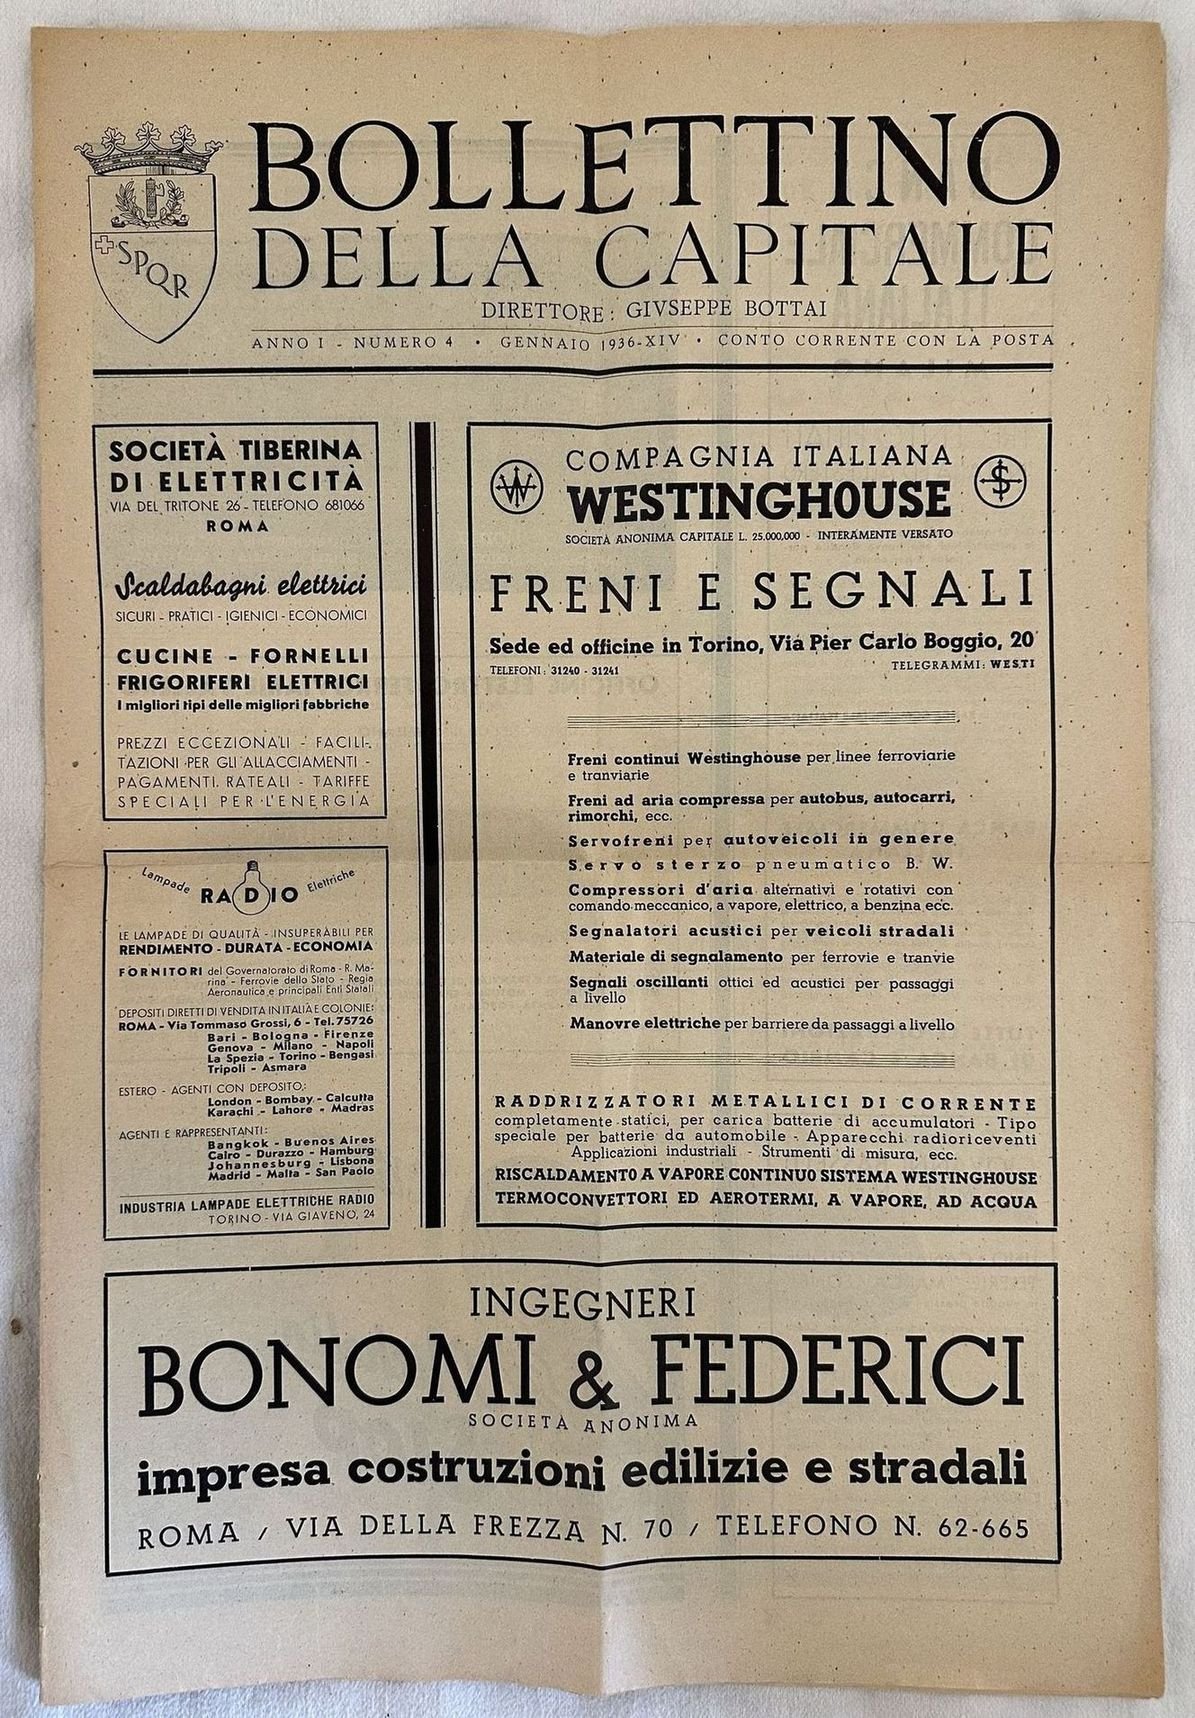 BOLLETTINO
DELLA CAPITALE
DIRETTORE: GIVSEPPE BOTTAI
ANNO I - NUMERO 4 • GENNAIO 1936-XIV • CONTO CORRENTE CON LA POSTA
SPQR
SOCIETÀ TIBERINA
DI ELETTRICITÀ
VIA DEL TRITONE 26 - TELEFONO 681066
ROMA
Scaldabagni elettrici
SICURI - PRATICI - IGIENICI - ECONOMICI
CUCINE - FORNELLI
FRIGORIFERI ELETTRICI
I migliori tipi delle migliori fabbriche
PREZZI ECCEZIONALI - FACILI-
TAZIONI PER GLI ALLACCIAMENTI -
PAGAMENTI RATEALI - TARIFFE
SPECIALI PER L'ENERGIA
Lampade RADIO Elettriche
LE LAMPADE DI QUALITÀ - INSUPERABILI PER
RENDIMENTO - DURATA - ECONOMIA
FORNITORI del Governatorato di Roma - R. Ma-
rina - Ferrovie dello Stato - Regia
Aeronautica e principali Enti Statali
DEPOSITI DIRETTI DI VENDITA IN ITALIA E COLONIE:
ROMA - Via Tommaso Grossi, 6 - Tel. 75726
Bari - Bologna - Firenze
Genova - Milano - Napoli
La Spezia - Torino - Bengasi
Tripoli - Asmara
ESTERO - AGENTI CON DEPOSITO:
London - Bombay - Calcutta
Karachi - Lahore - Madras
AGENTI E RAPPRESENTANTI:
Bangkok - Buenos Aires
Cairo - Durazzo - Hamburg
Johannesburg - Lisbona
Madrid - Malta - San Paolo
INDUSTRIA LAMPADE ELETTRICHE RADIO
TORINO - VIA GIAVENO, 24
COMPAGNIA ITALIANA
WESTINGHOUSE
SOCIETÀ ANONIMA CAPITALE L. 25.000.000 - INTERAMENTE VERSATO
FRENI E SEGNALI
Sede ed officine in Torino, Via Pier Carlo Boggio, 20
TELEFONI: 31240 - 31241 TELEGRAMMI: WESTI
Freni continui Westinghouse per linee ferroviarie
e tranviarie
Freni ad aria compressa per autobus, autocarri,
rimorchi, ecc.
Servofreni per autoveicoli in genere
Servo sterzo pneumatico B. W.
Compressori d'aria alternativi e rotativi con
comando meccanico, a vapore, elettrico, a benzina ecc.
Segnalatori acustici per veicoli stradali
Materiale di segnalamento per ferrovie e tranvie
Segnali oscillanti ottici ed acustici per passaggi
a livello
Manovre elettriche per barriere da passaggi a livello
RADDRIZZATORI METALLICI DI CORRENTE
completamente statici, per carica batterie di accumulatori - Tipo
speciale per batterie da automobile - Apparecchi radioriceventi
Applicazioni industriali - Strumenti di misura, ecc.
RISCALDAMENTO A VAPORE CONTINUO SISTEMA WESTINGHOUSE
TERMOCONVETTORI ED AEROTERMI, A VAPORE, AD ACQUA
INGEGNERI
BONOMI & FEDERICI
SOCIETÀ ANONIMA
impresa costruzioni edilizie e stradali
ROMA / VIA DELLA FREZZA N. 70 / TELEFONO N. 62-665